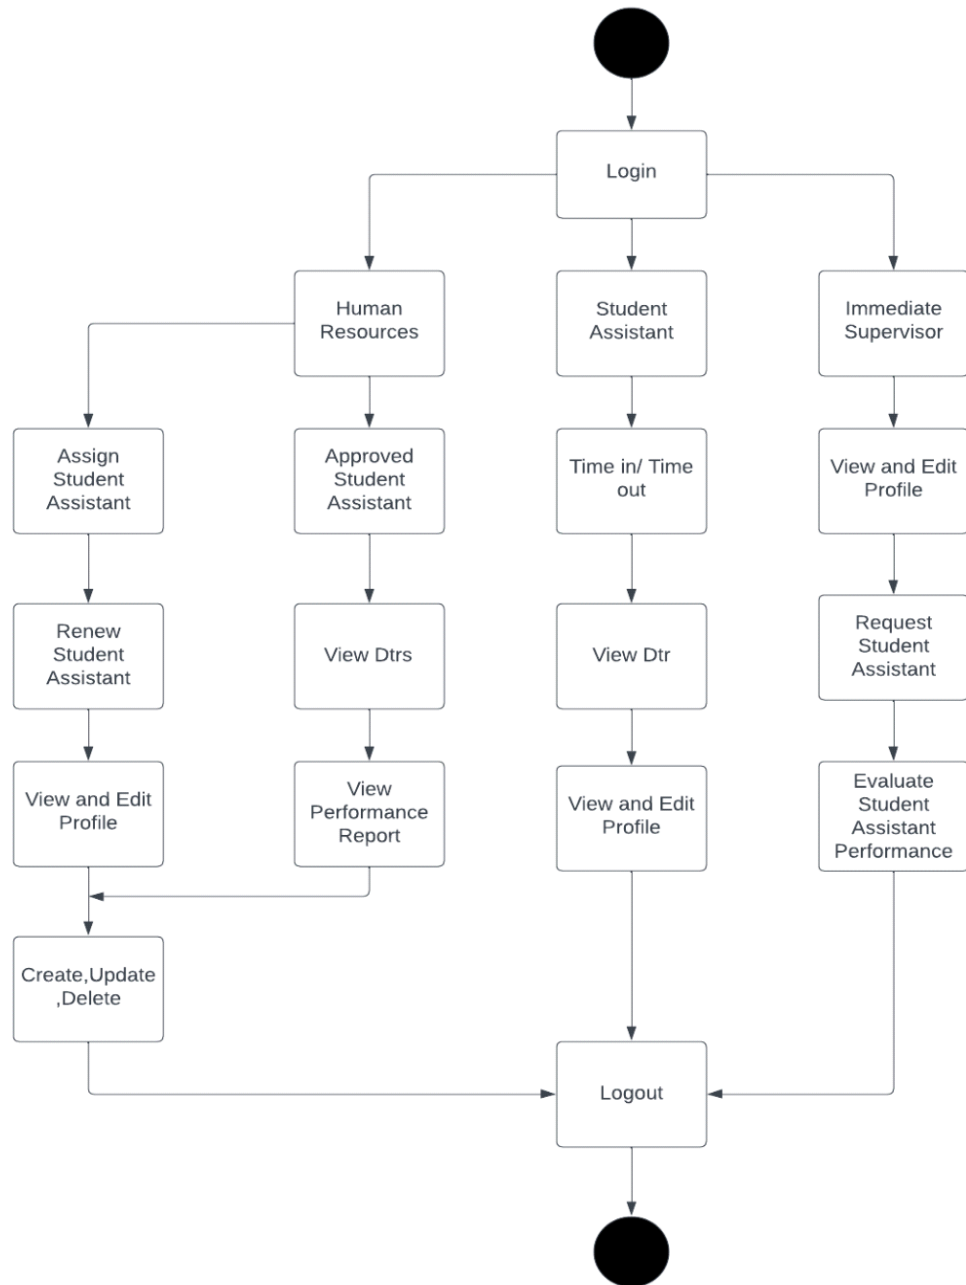 Login
Human
Resources
Student
Assistant
Immediate
Supervisor
Assign
Student
Assistant
Approved
Student
Assistant
Time in/ Time
out
View and Edit
Profile
Renew
Student
Assistant
View Dtrs
View Dtr
Request
Student
Assistant
View and Edit
Profile
View
Performance
Report
View and Edit
Profile
Evaluate
Student
Assistant
Performance
Create,Update
,Delete
Logout